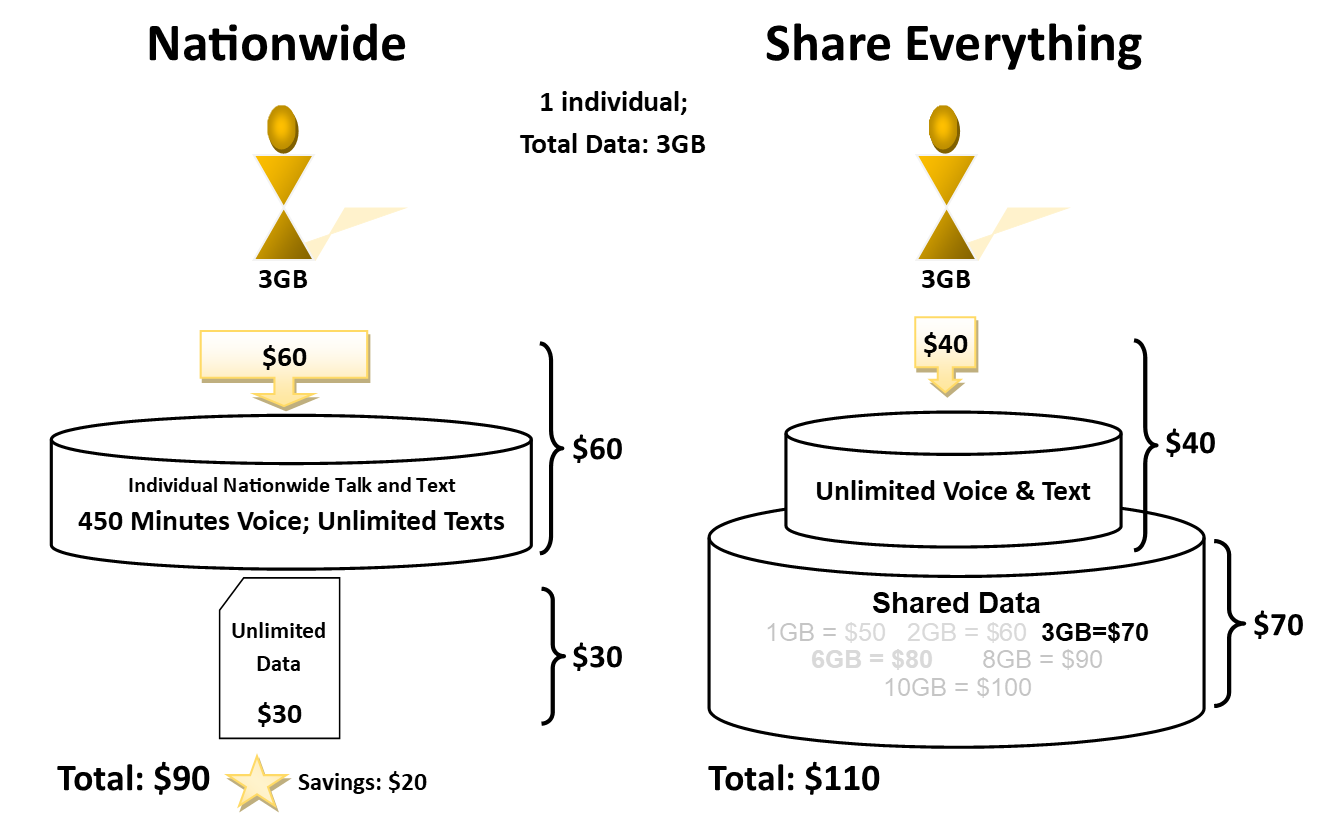 Nationwide
Share Everything
1 individual;
Total Data: 3GB
3GB
3GB
$60
$40
$60
$40
Individual Nationwide Talk and Text
450 Minutes Voice; Unlimited Texts
Unlimited Voice & Text
Unlimited
Data
$30
$30
Shared Data
1GB = $50 2GB = $60 3GB=$70
6GB = $80 8GB = $90
10GB = $100
$70
Total: $90
Savings: $20
Total: $110